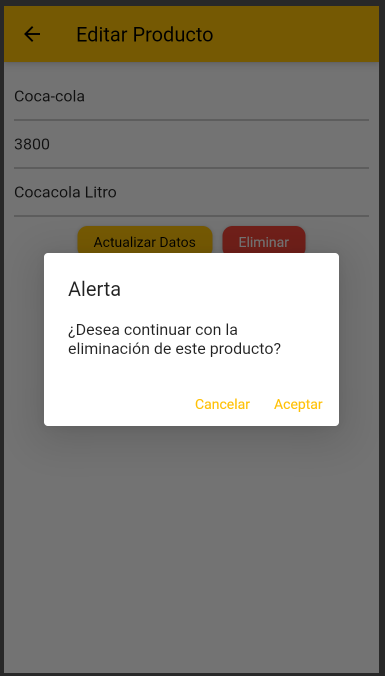 Editar Producto
Coca-cola
3800
Cocacola Litro
Actualizar Datos Eliminar
Alerta
¿Desea continuar con la
eliminación de este producto?
Cancelar Aceptar